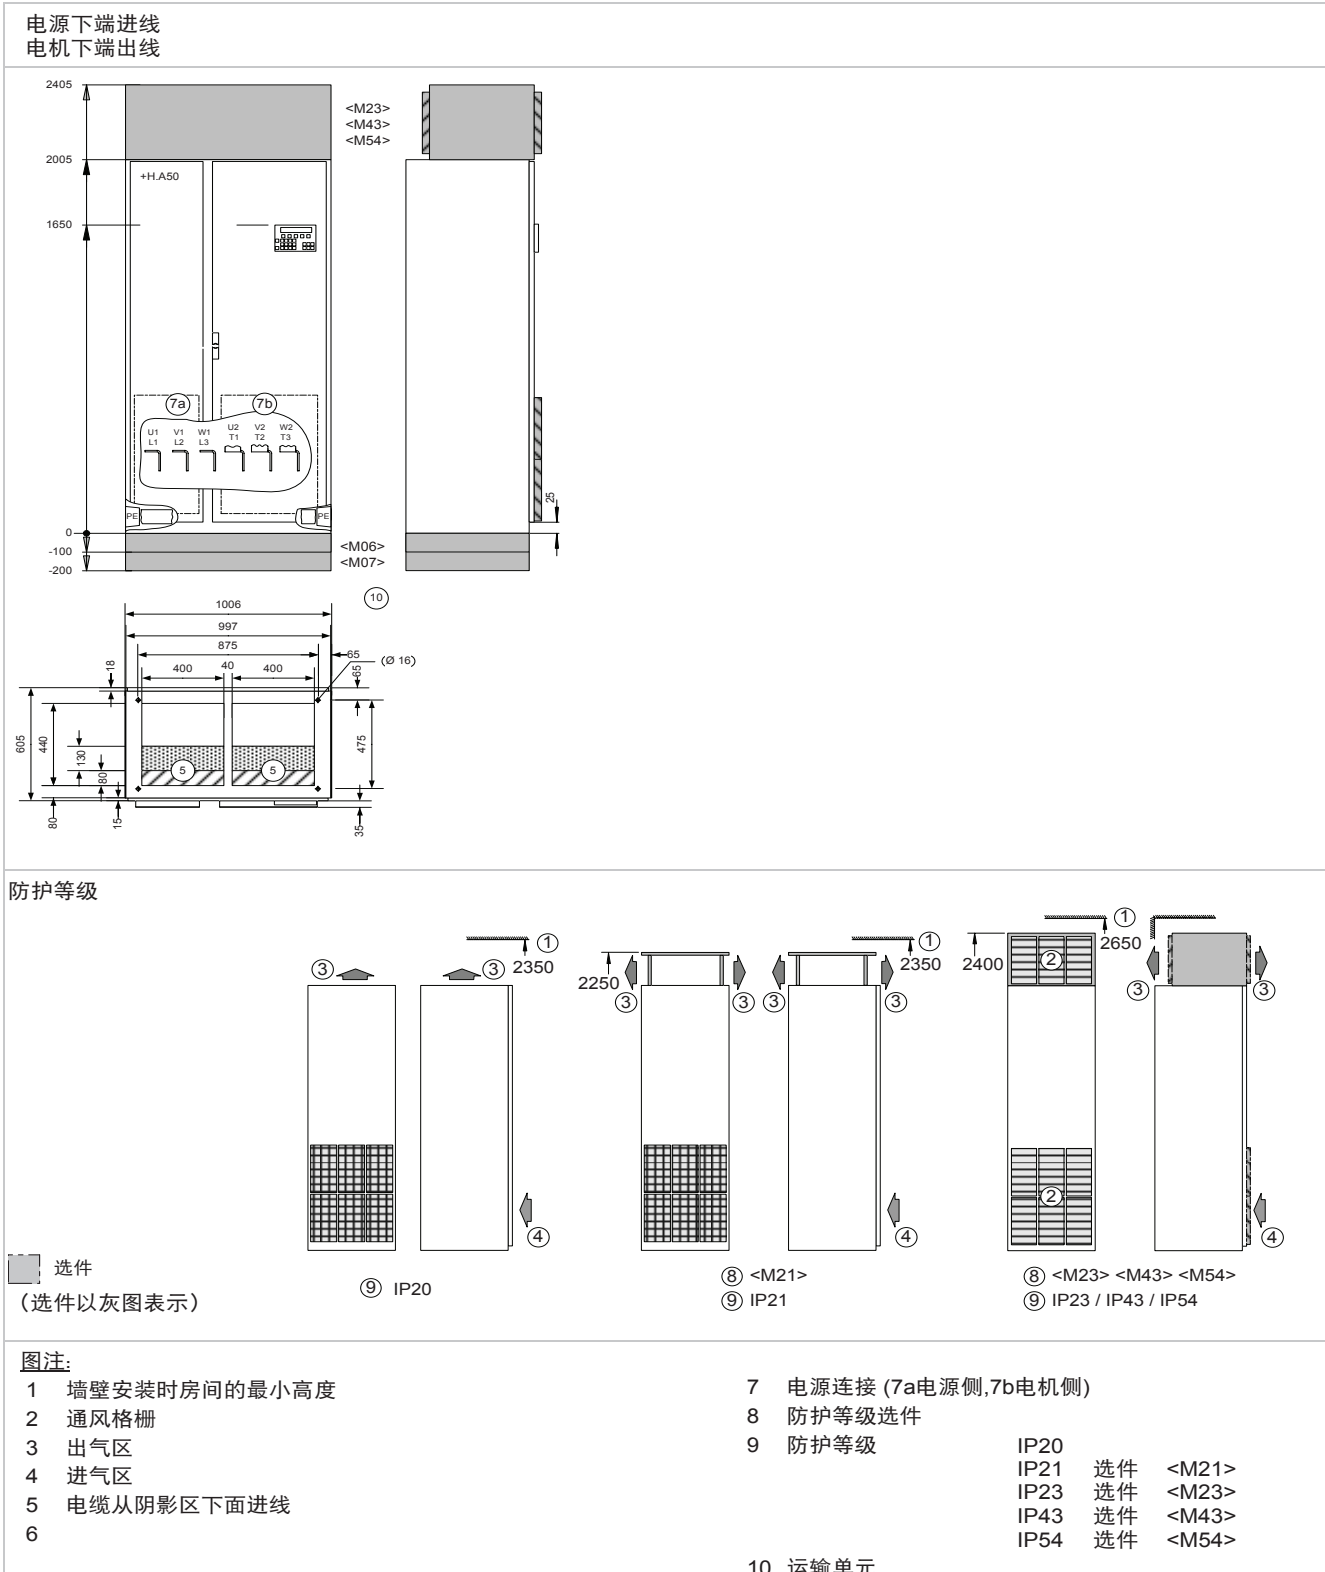 电源下端进线
电机下端出线
2405
<M23>
<M43>
<M54>
2005
+H.A50
1650
7a
7b
U1 V1 W1 U2 V2 W2
L1 L2 L3 T1 T2 T3
25
PE
PE
0
-100
-200
<M06>
<M07>
10
1006
997
875
65
(Ø 16)
18
400
40
400
65
605
440
130
80
475
5
5
80
15
35
防护等级
1
2350
3
3
4
9 IP20
1
2350
2250
3
3
3
3
4
8 <M21>
9 IP21
1
2650
2400
2
3
3
2
4
8 <M23> <M43> <M54>
9 IP23 / IP43 / IP54
选件
（选件以灰图表示）
图注:
1 墙壁安装时房间的最小高度
2 通风格栅
3 出气区
4 进气区
5 电缆从阴影区下面进线
6
7 电源连接 (7a电源侧,7b电机侧)
8 防护等级选件
9 防护等级 IP20
IP21 选件 <M21>
IP23 选件 <M23>
IP43 选件 <M43>
IP54 选件 <M54>
10 运输单元